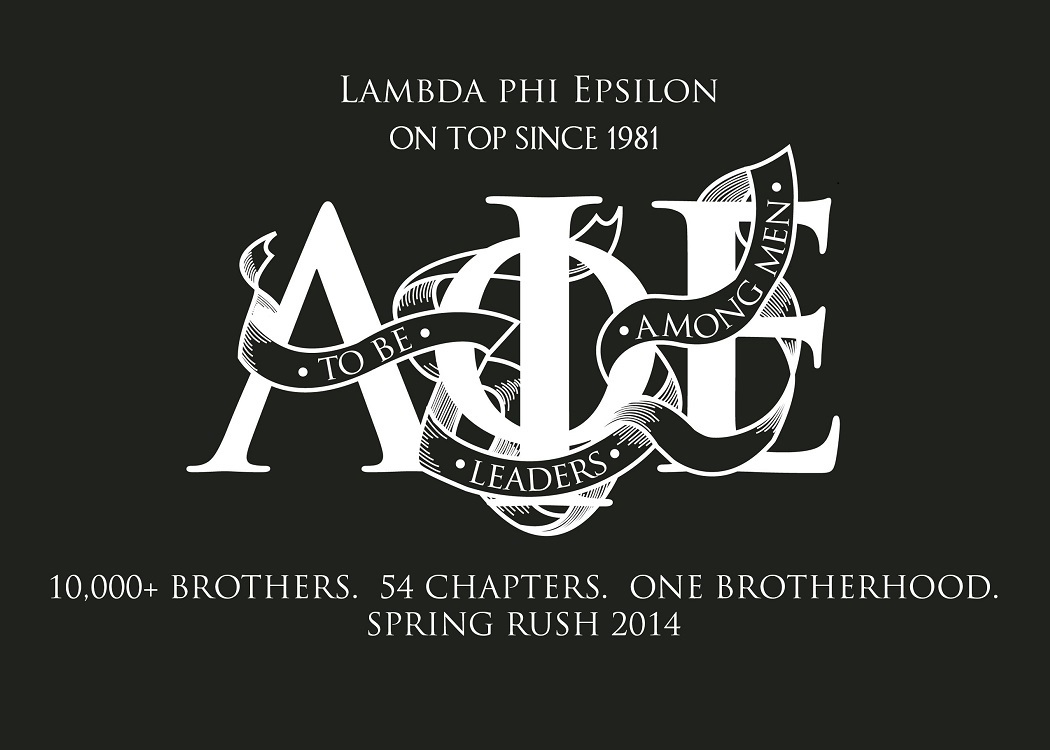 LAMBDA PHI EPSILON
ON TOP SINCE 1981
ΛΦΕ
• TO BE •
• LEADERS •
• AMONG MEN •
10,000+ BROTHERS. 54 CHAPTERS. ONE BROTHERHOOD.
SPRING RUSH 2014